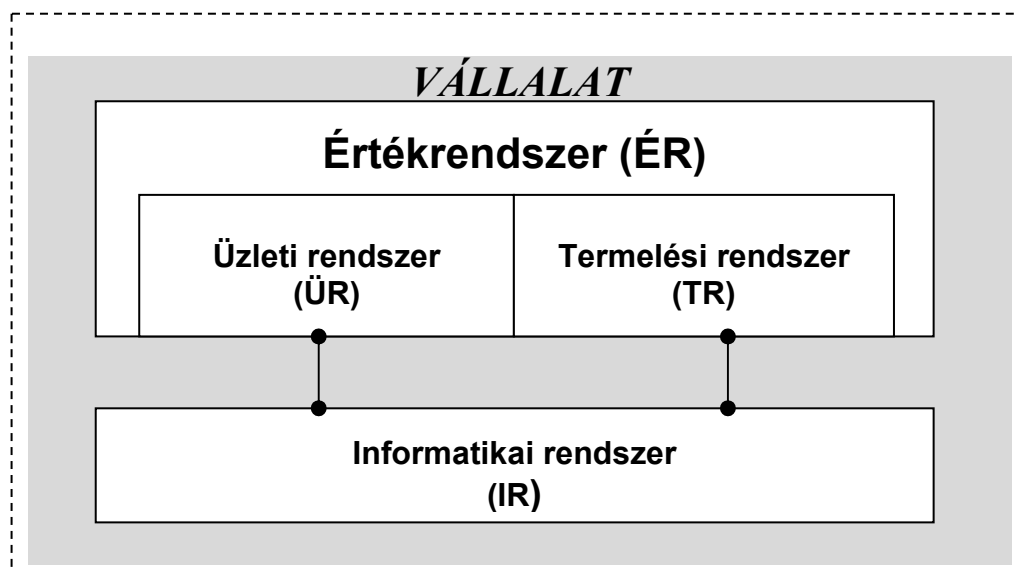 VÁLLALAT
Értékrendszer (ÉR)
Üzleti rendszer
(ÜR)
Termelési rendszer
(TR)
Informatikai rendszer
(IR)